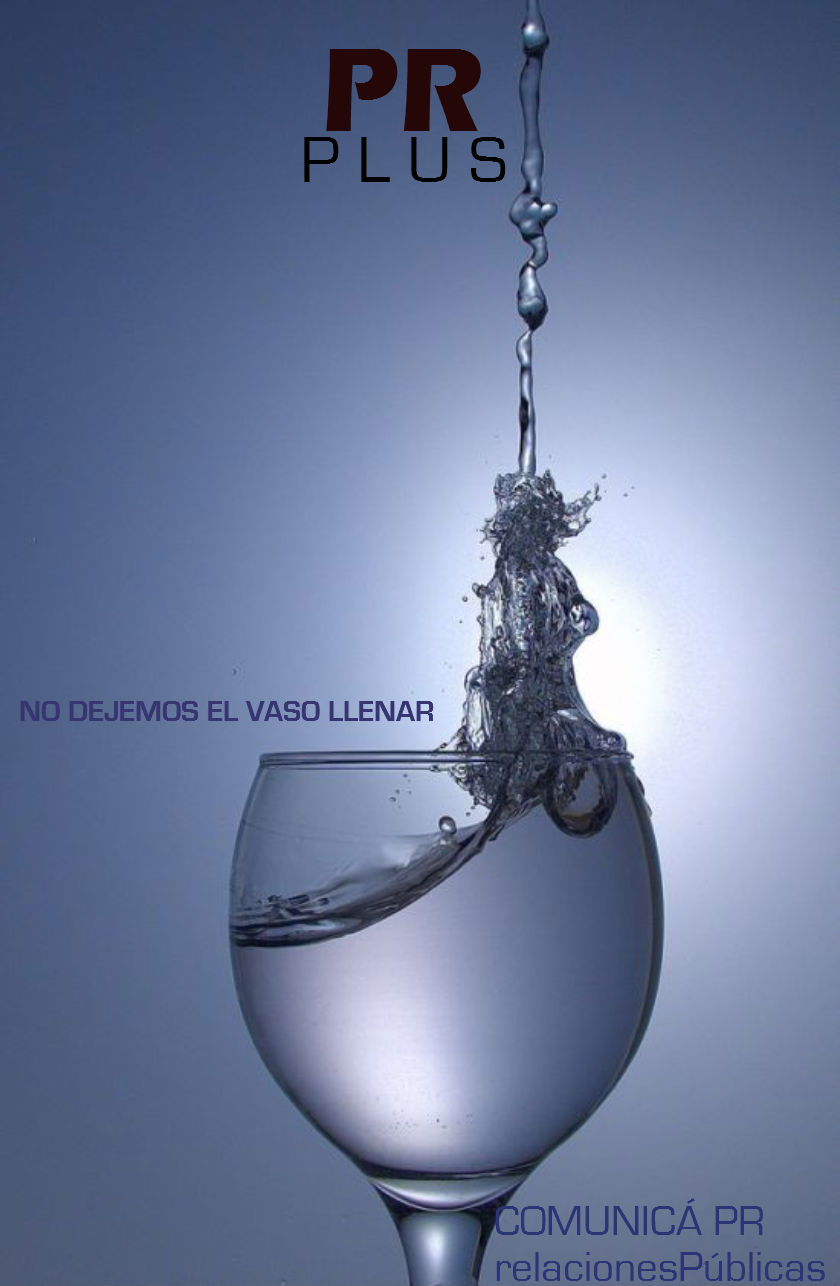 PR
PLUS
NO DEJEMOS EL VASO LLENAR
COMUNICÁ PR
relacionesPúblicas